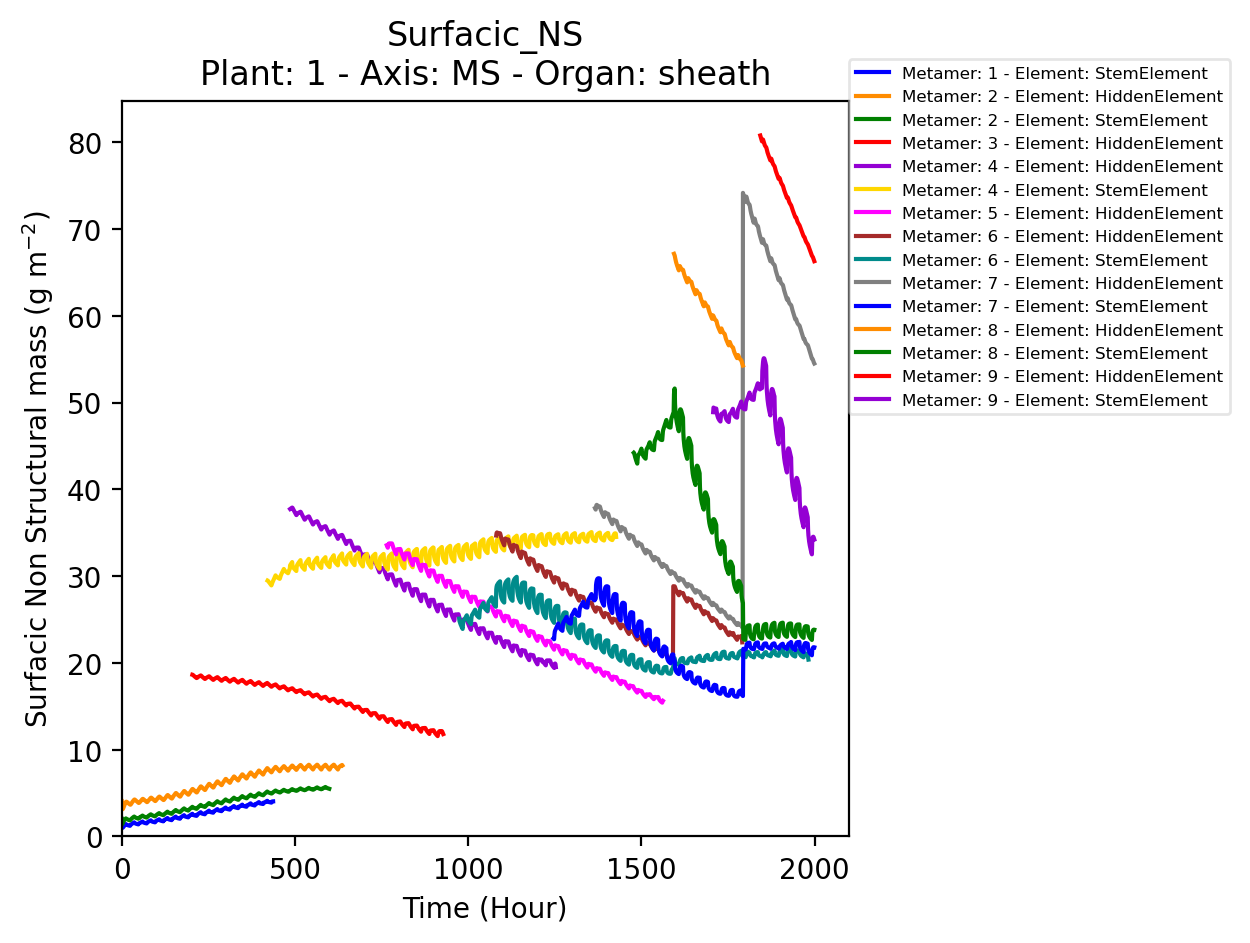 Surfacic_NS
Plant: 1 - Axis: MS - Organ: sheath
Metamer: 1 - Element: StemElement
Metamer: 2 - Element: HiddenElement
Metamer: 2 - Element: StemElement
Metamer: 3 - Element: HiddenElement
Metamer: 4 - Element: HiddenElement
Metamer: 4 - Element: StemElement
Metamer: 5 - Element: HiddenElement
Metamer: 6 - Element: HiddenElement
Metamer: 6 - Element: StemElement
Metamer: 7 - Element: HiddenElement
Metamer: 7 - Element: StemElement
Metamer: 8 - Element: HiddenElement
Metamer: 8 - Element: StemElement
Metamer: 9 - Element: HiddenElement
Metamer: 9 - Element: StemElement
Surfacic Non Structural mass (g m⁻²)
80
70
60
50
40
30
20
10
0
0 500 1000 1500 2000
Time (Hour)